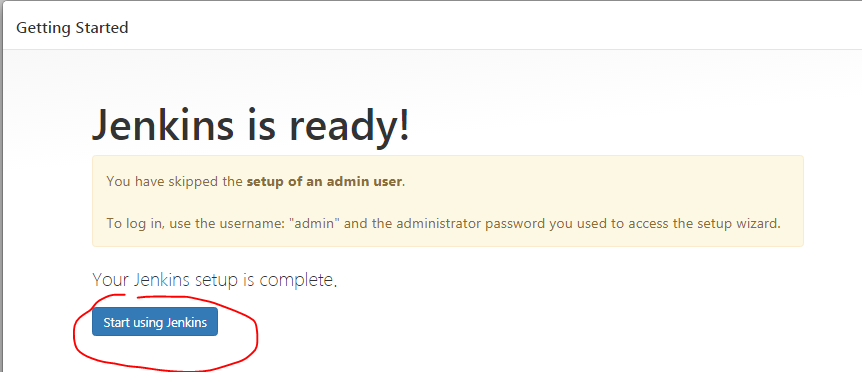 Getting Started
Jenkins is ready!
You have skipped the setup of an admin user.
To log in, use the username: "admin" and the administrator password you used to access the setup wizard.
Your Jenkins setup is complete.
Start using Jenkins